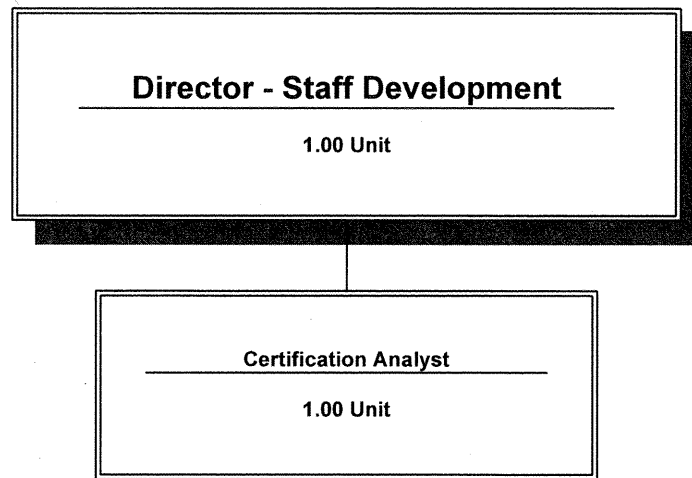 Director - Staff Development
1.00 Unit
Certification Analyst
1.00 Unit